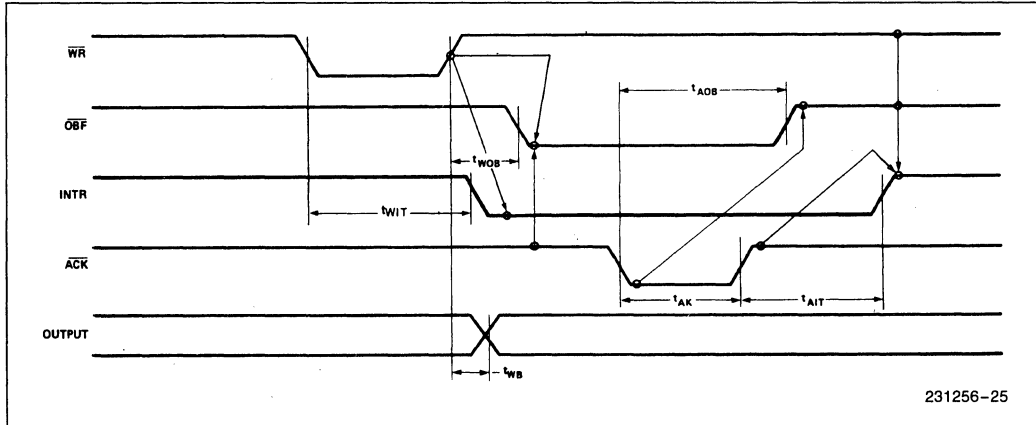 WR
tAOB
OBF
tWOB
INTR
tWIT
ACK
tAK
tAIT
OUTPUT
tWB
231256-25